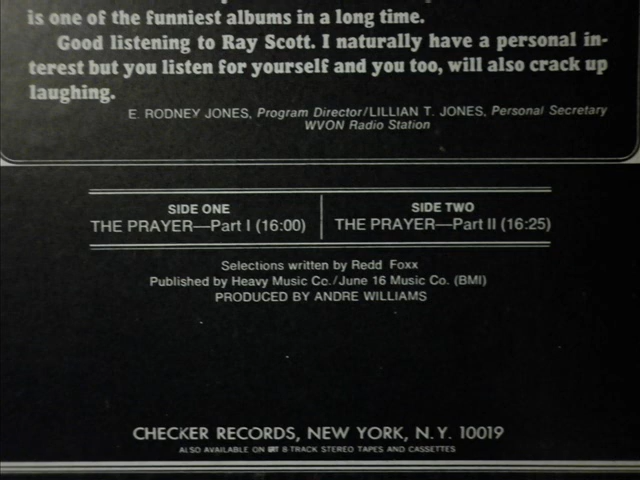 is one of the funniest albums in a long time.
Good listening to Ray Scott. I naturally have a personal in-
terest but you listen for yourself and you too, will also crack up
laughing.
E. RODNEY JONES, Program Director/LILLIAN T. JONES, Personal Secretary
WVON Radio Station
SIDE ONE
THE PRAYER—Part I (16:00)
SIDE TWO
THE PRAYER—Part II (16:25)
Selections written by Redd Foxx
Published by Heavy Music Co./June 16 Music Co. (BMI)
PRODUCED BY ANDRE WILLIAMS
CHECKER RECORDS, NEW YORK, N.Y. 10019
ALSO AVAILABLE ON GRT 8-TRACK STEREO TAPES AND CASSETTES